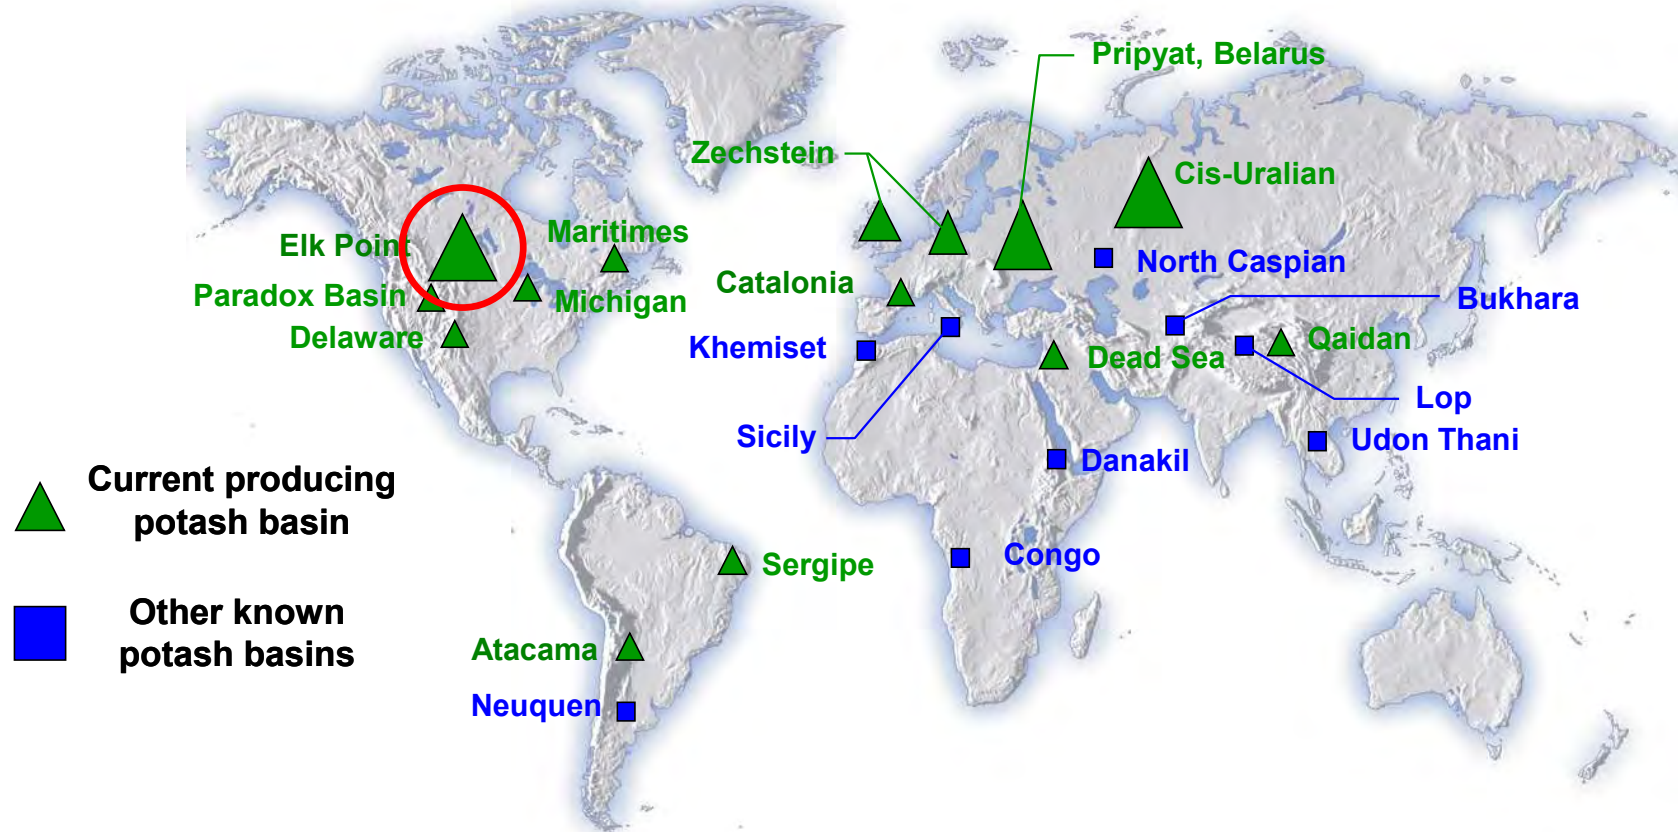 Pripyat, Belarus
Zechstein
Cis-Uralian
Elk Point
Maritimes
North Caspian
Catalonia
Paradox Basin
Michigan
Bukhara
Delaware
Khemiset
Dead Sea
Qaidan
Lop
Sicily
Udon Thani
Danakil
Current producing
potash basin
Congo
Sergipe
Other known
potash basins
Atacama
Neuquen